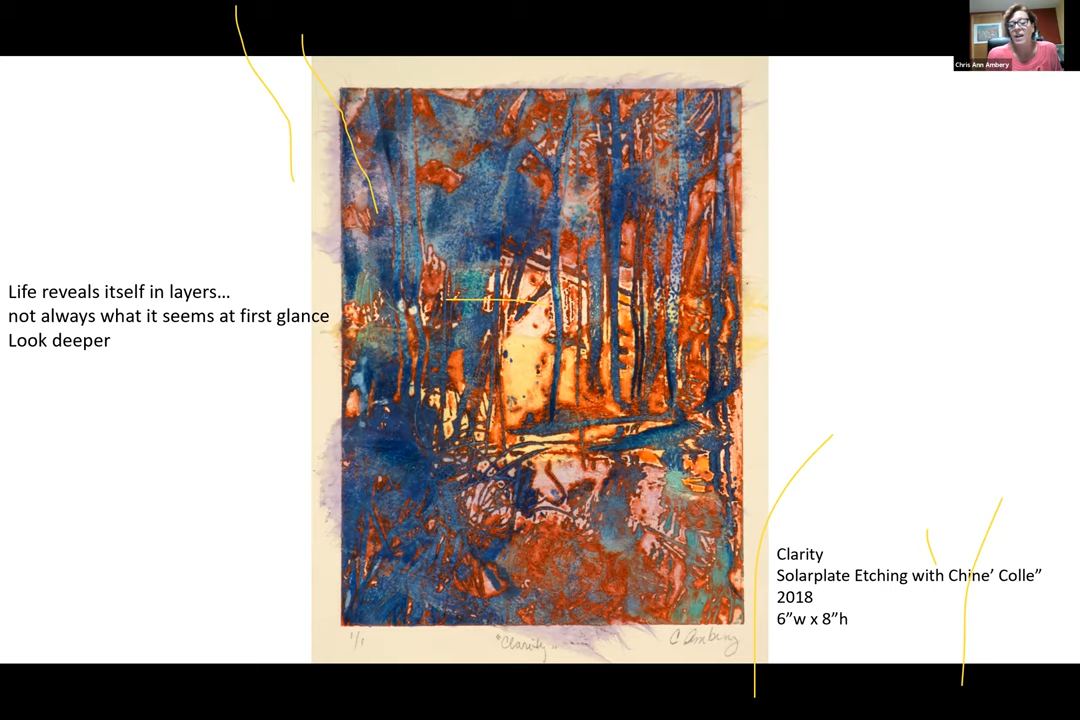 Chris Ann Ambery
Life reveals itself in layers...
not always what it seems at first glance
Look deeper
Clarity
Solarplate Etching with Chine’ Colle”
2018
6”w x 8”h
1/1 "Clarity" C Ambery